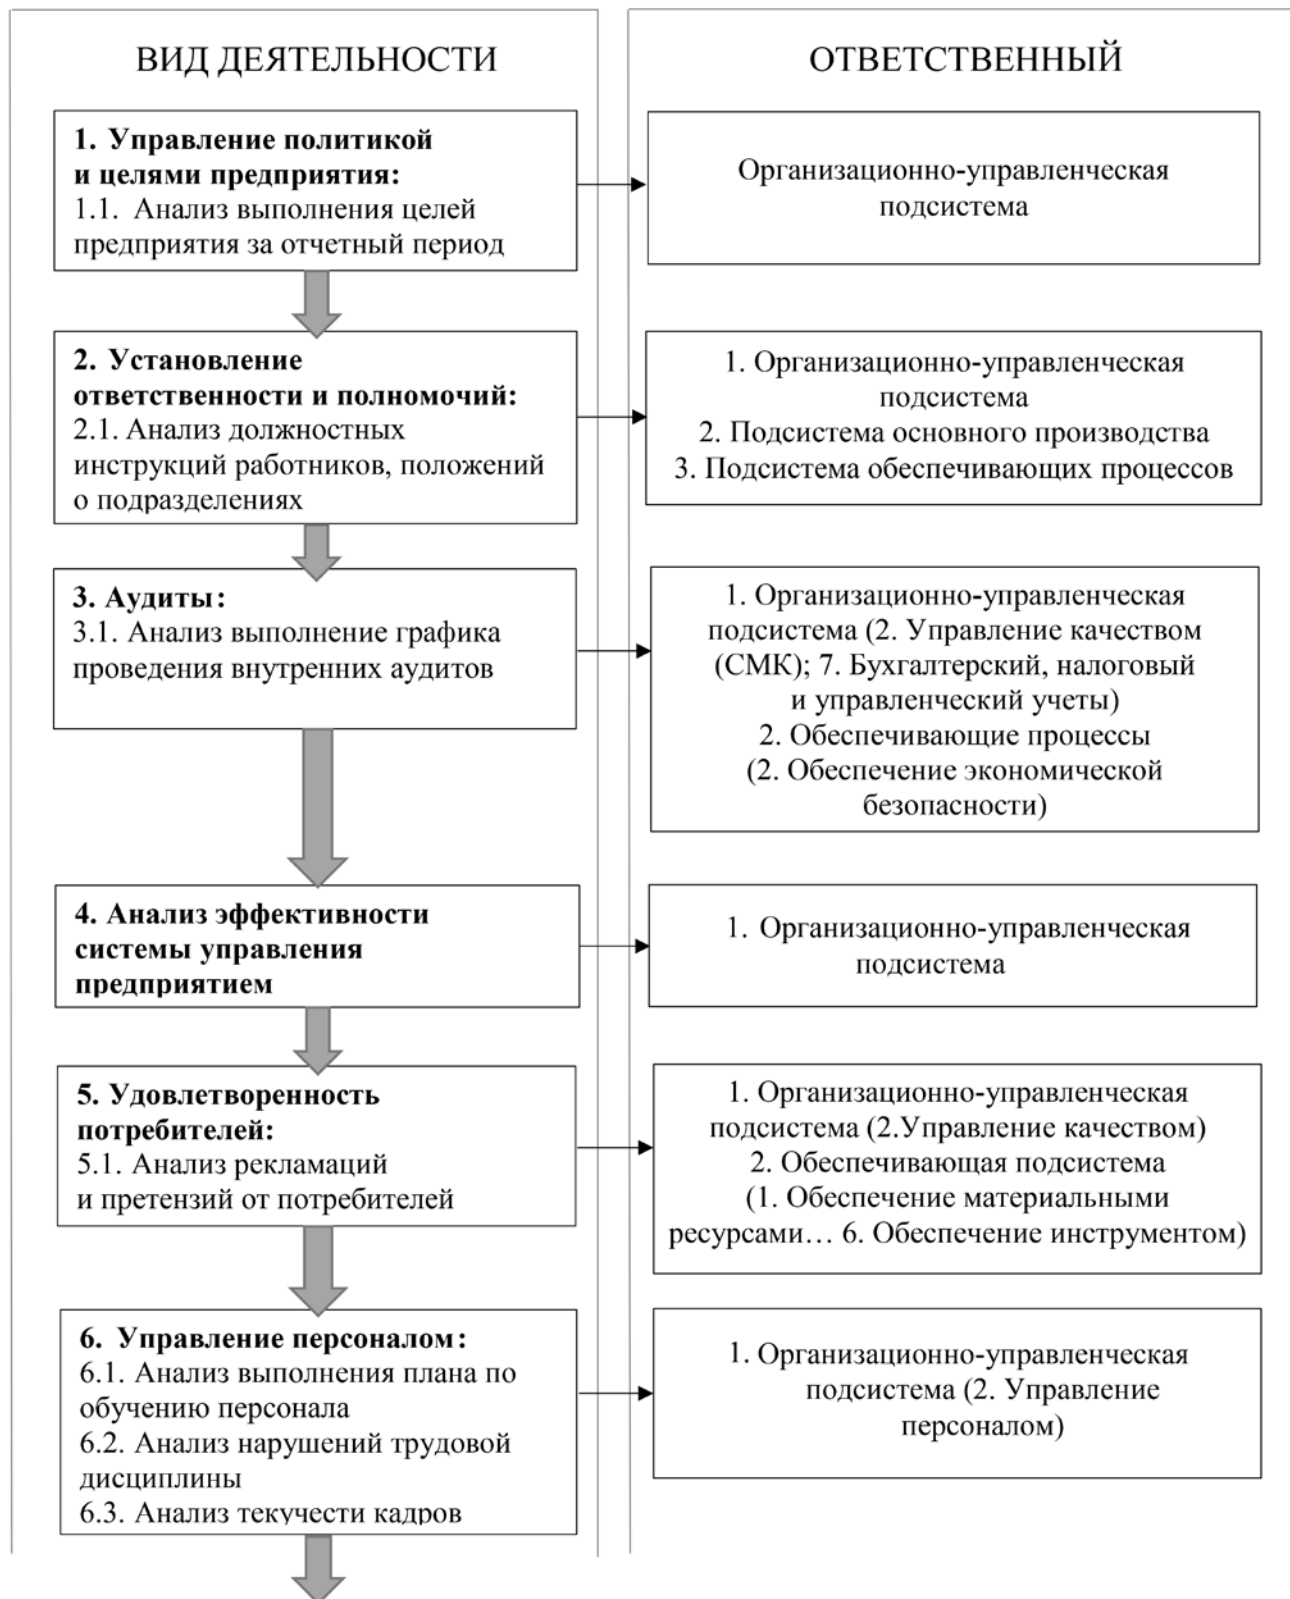 ВИД ДЕЯТЕЛЬНОСТИ
ОТВЕТСТВЕННЫЙ
1. Управление политикой
и целями предприятия:
1.1. Анализ выполнения целей
предприятия за отчетный период
Организационно-управленческая
подсистема
2. Установление
ответственности и полномочий:
2.1. Анализ должностных
инструкций работников, положений
о подразделениях
1. Организационно-управленческая
подсистема
2. Подсистема основного производства
3. Подсистема обеспечивающих процессов
3. Аудиты:
3.1. Анализ выполнение графика
проведения внутренних аудитов
1. Организационно-управленческая
подсистема (2. Управление качеством
(СМК); 7. Бухгалтерский, налоговый
и управленческий учеты)
2. Обеспечивающие процессы
(2. Обеспечение экономической
безопасности)
4. Анализ эффективности
системы управления
предприятием
1. Организационно-управленческая
подсистема
5. Удовлетворенность
потребителей:
5.1. Анализ рекламаций
и претензий от потребителей
1. Организационно-управленческая
подсистема (2.Управление качеством)
2. Обеспечивающая подсистема
(1. Обеспечение материальными
ресурсами… 6. Обеспечение инструментом)
6. Управление персоналом:
6.1. Анализ выполнения плана по
обучению персонала
6.2. Анализ нарушений трудовой
дисциплины
6.3. Анализ текучести кадров
1. Организационно-управленческая
подсистема (2. Управление
персоналом)